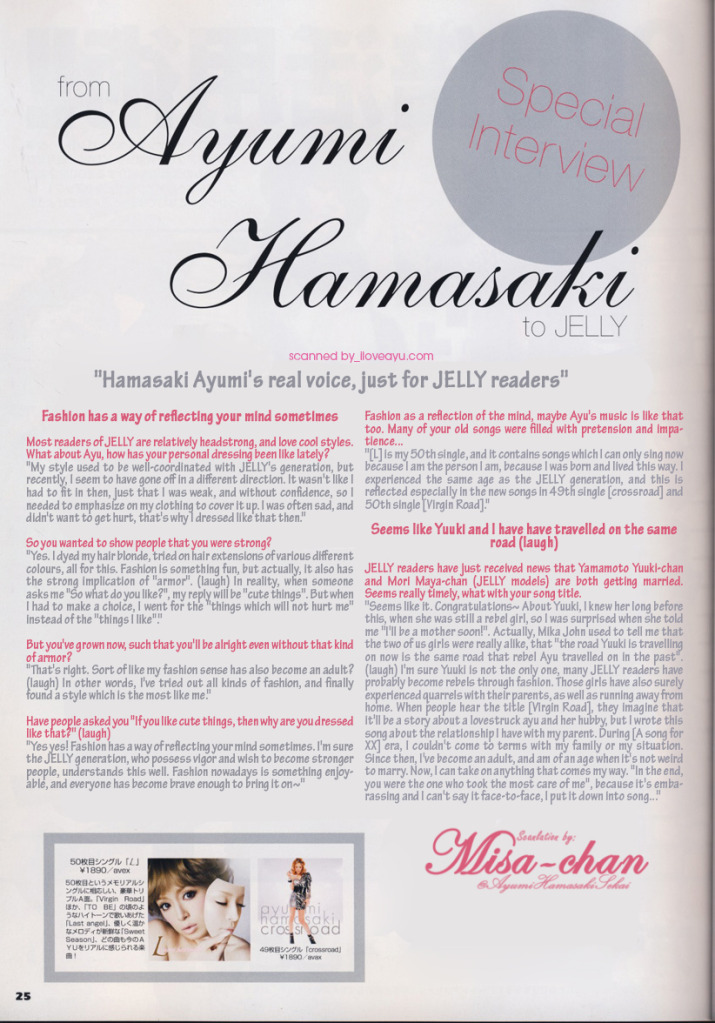 from
Ayumi
Special
Interview
Hamasaki
to JELLY
scanned by_iloveayu.com
"Hamasaki Ayumi's real voice, just for JELLY readers"
Fashion has a way of reflecting your mind sometimes
Most readers of JELLY are relatively headstrong, and love cool styles.
What about Ayu, how has your personal dressing been like lately?
"My style used to be well-coordinated with JELLY's generation, but
recently, I seem to have gone off in a different direction. It wasn't like I
had to fit in then, just that I was weak, and without confidence, so I
needed to emphasize on my clothing to cover it up. I was often sad, and
didn't want to get hurt, that's why I dressed like that then."
So you wanted to show people that you were strong?
"Yes. I dyed my hair blonde, tried on hair extensions of various different
colours, all for this. Fashion is something fun, but actually, it also has
the strong implication of "armor". (laugh) In reality, when someone
asks me "So what do you like?", my reply will be "cute things". But when
I had to make a choice, I went for the "things which will not hurt me"
instead of the "things I like"."
But you've grown now, such that you'll be alright even without that kind
of armor?
"That's right. Sort of like my fashion sense has also become an adult?
(laugh) In other words, I've tried out all kinds of fashion, and finally
found a style which is the most like me."
Have people asked you "If you like cute things, then why are you dressed
like that?" (laugh)
"Yes yes! Fashion has a way of reflecting your mind sometimes. I'm sure
the JELLY generation, who possess vigor and wish to become stronger
people, understands this well. Fashion nowadays is something enjoy-
able, and everyone has become brave enough to bring it on~"
Fashion as a reflection of the mind, maybe Ayu's music is like that
too. Many of your old songs were filled with pretension and impa-
tience...
"[L] is my 50th single, and it contains songs which I can only sing now
because I am the person I am, because I was born and lived this way. I
experienced the same age as the JELLY generation, and this is
reflected especially in the new songs in 49th single [crossroad] and
50th single [Virgin Road]."
Seems like Yuuki and I have have travelled on the same
road (laugh)
JELLY readers have just received news that Yamamoto Yuuki-chan
and Mori Maya-chan (JELLY models) are both getting married.
Seems really timely, what with your song title.
"Seems like it. Congratulations~ About Yuuki, I knew her long before
this, when she was still a rebel girl, so I was surprised when she told
me "I'll be a mother soon!". Actually, Mika John used to tell me that
the two of us girls were really alike, that "the road Yuuki is travelling
on now is the same road that rebel Ayu travelled on in the past".
(laugh) I'm sure Yuuki is not the only one, many JELLY readers have
probably become rebels through fashion. Those girls have also surely
experienced quarrels with their parents, as well as running away from
home. When people hear the title [Virgin Road], they imagine that
it'll be a story about a lovestruck ayu and her hubby, but I wrote this
song about the relationship I have with my parent. During [A song for
XX] era, I couldn't come to terms with my family or my situation.
Since then, I've become an adult, and am of an age when it's not weird
to marry. Now, I can take on anything that comes my way. "In the end,
you were the one who took the most care of me", because it's emba-
rassing and I can't say it face-to-face, I put it down into song..."
50枚目シングル「L」
￥1890／avex
50枚目というメモリアルシ
ングルに相応しい、豪華トリ
プルA面。「Virgin Road」
ほか、「TO BE」の頃のよ
うなハイトーンで歌いあげた
「Last angel」、優しく温か
なメロディが新鮮な「Sweet
Season」、どの曲も今のA
YUをリアルに感じられる楽
曲！
L
ayumi
hamasaki
crossroad
49枚目シングル「crossroad」
￥1890／avex
Scanlation by:
Misa-chan
@AyumiHamasakiSekai
25